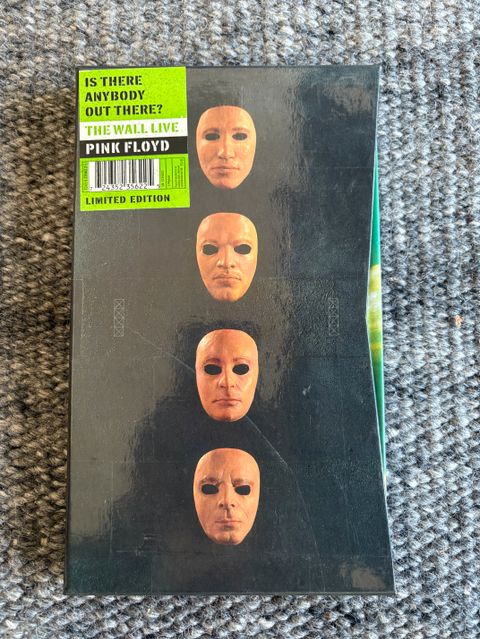 IS THERE
ANYBODY
OUT THERE?
THE WALL LIVE
PINK FLOYD
LIMITED EDITION